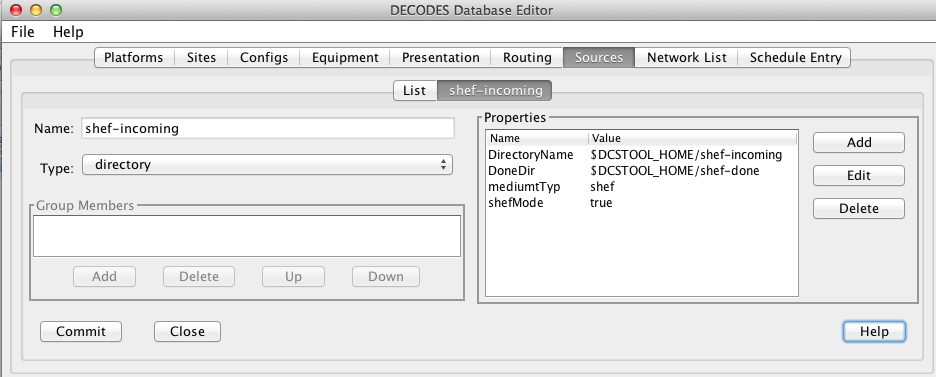 DECODES Database Editor
File Help
Platforms Sites Configs Equipment Presentation Routing Sources Network List Schedule Entry
List shef-incoming
Name: shef-incoming
Type: directory
Group Members
Add Delete Up Down
Commit Close
Properties
Name Value
DirectoryName $DCSTOOL_HOME/shef-incoming
DoneDir $DCSTOOL_HOME/shef-done
mediumtTyp shef
shefMode true
Add
Edit
Delete
Help